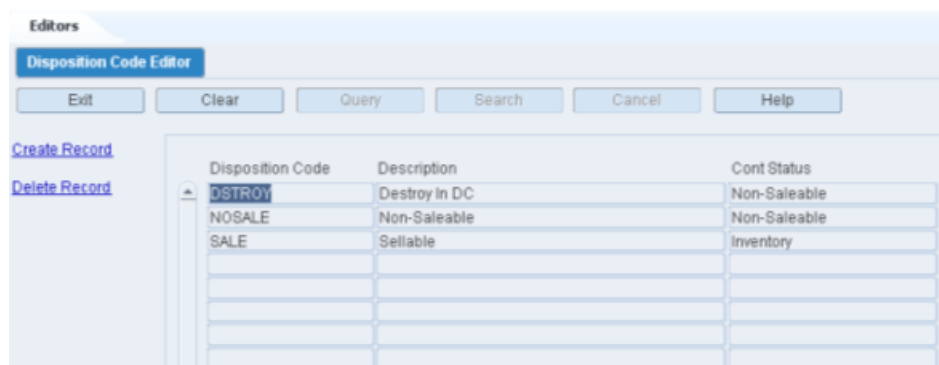 Editors
Disposition Code Editor
Exit Clear Query Search Cancel Help
Create Record
Delete Record
Disposition Code Description Cont Status
DSTROY Destroy In DC Non-Saleable
NOSALE Non-Saleable Non-Saleable
SALE Sellable Inventory